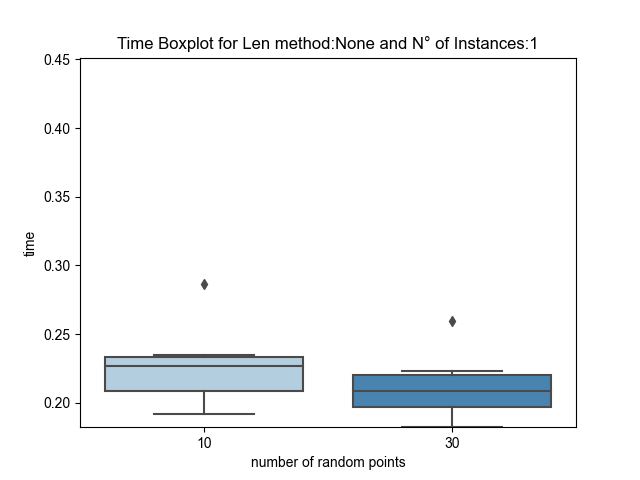 Time Boxplot for Len method:None and N° of Instances:1
0.45
0.40
0.35
0.30
0.25
0.20
time
10 30
number of random points